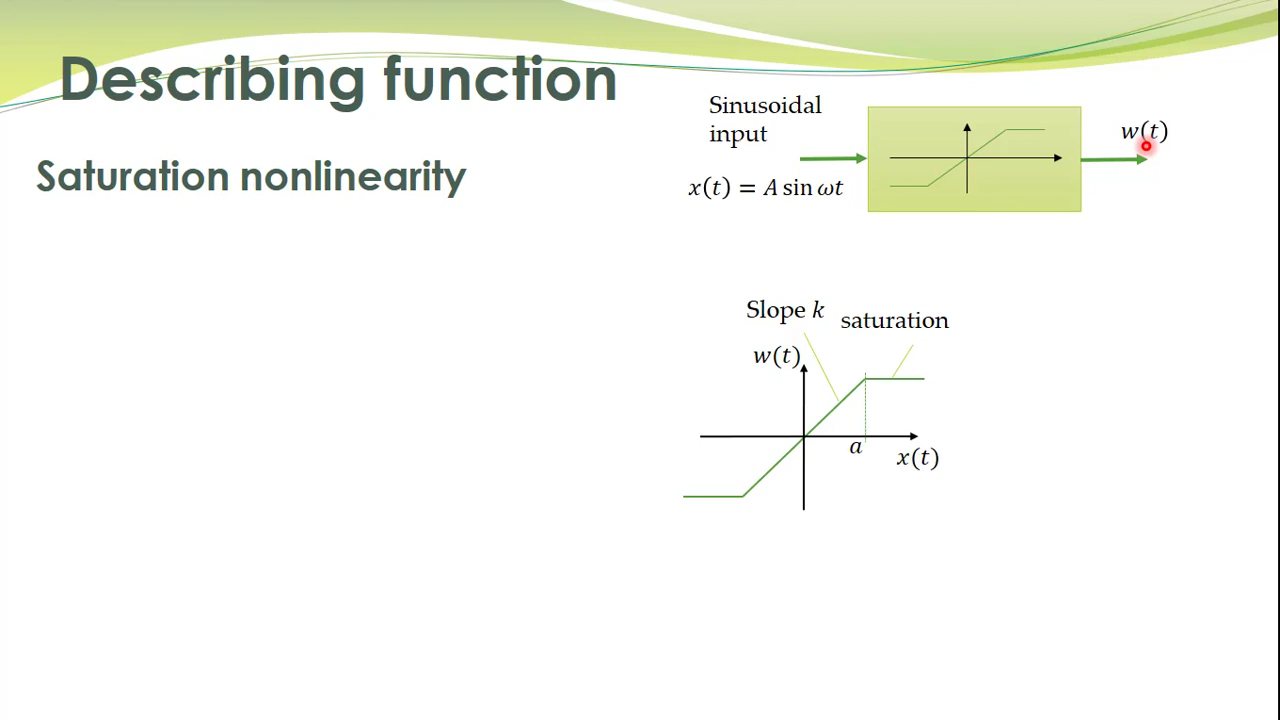 Describing function
Saturation nonlinearity
Sinusoidal
input
x(t) = A sin ωt
w(t)
Slope k
saturation
w(t)
a
x(t)